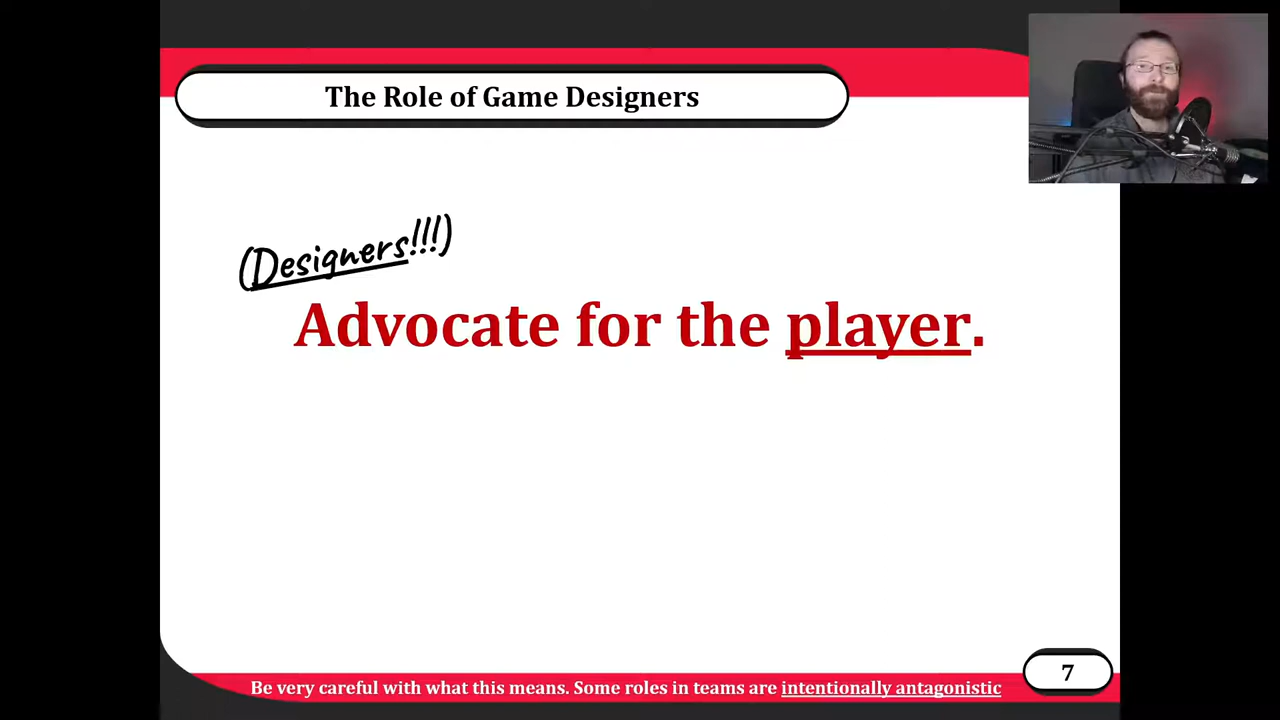 The Role of Game Designers
(Designers!!!)
Advocate for the player.
7
Be very careful with what this means. Some roles in teams are intentionally antagonistic